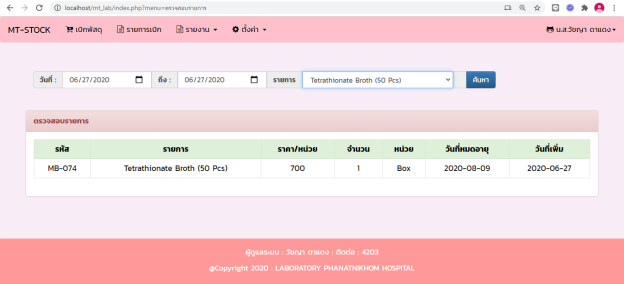 localhost/mt_lab/index.php?menu=ตรวจสอบรายการ
MT-STOCK เบิกพัสดุ รายการเบิก รายงาน ตั้งค่า น.ส.วัชญา ตาแดง
วันที่ : 06/27/2020 ถึง : 06/27/2020 รายการ Tetrathionate Broth (50 Pcs) ค้นหา
ตรวจสอบรายการ
รหัส รายการ ราคา/หน่วย จำนวน หน่วย วันที่หมดอายุ วันที่เพิ่ม
MB-074 Tetrathionate Broth (50 Pcs) 700 1 Box 2020-08-09 2020-06-27
ผู้ดูแลระบบ : วัชญา ตาแดง : ติดต่อ : 4203
@Copyright 2020 : LABORATORY PHANATNIKHOM HOSPITAL